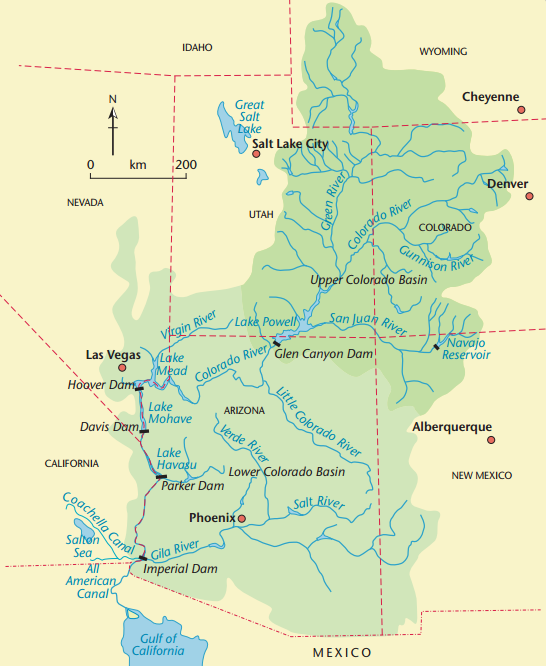 IDAHO
WYOMING
Cheyenne
N
Great
Salt
Lake
Salt Lake City
0 km 200
Denver
NEVADA
UTAH
Green River
Colorado River
COLORADO
Gunnison River
Upper Colorado Basin
Virgin River
Lake Powell
San Juan River
Navajo
Reservoir
Las Vegas
Lake
Mead
Colorado River
Glen Canyon Dam
Hoover Dam
Lake
Mohave
ARIZONA
Little Colorado River
Davis Dam
Verde River
Alberquerque
CALIFORNIA
Lake
Havasu
Lower Colorado Basin
NEW MEXICO
Parker Dam
Coachella Canal
Phoenix
Salt River
Salton
Sea
Gila River
All
American
Canal
Imperial Dam
Gulf of
California
MEXICO